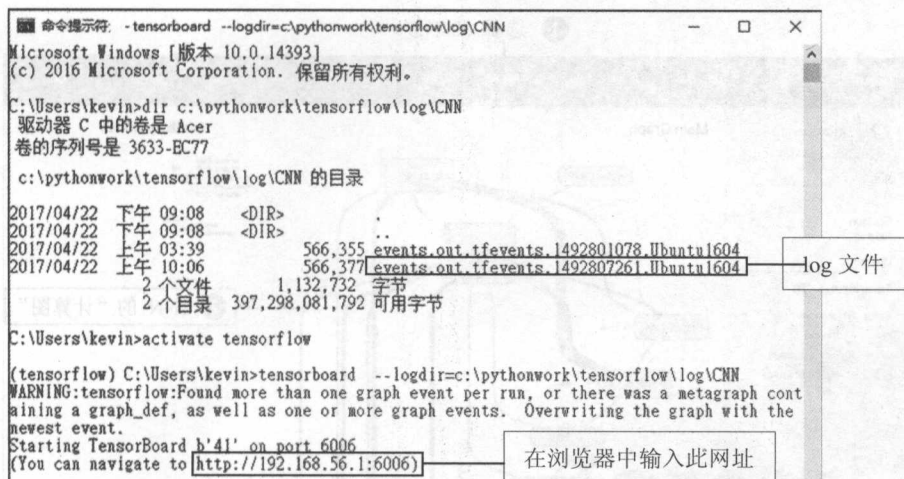 命令提示符 - tensorboard --logdir=c:\pythonwork\tensorflow\log\CNN
Microsoft Windows [版本 10.0.14393]
(c) 2016 Microsoft Corporation. 保留所有权利。
C:\Users\kevin>dir c:\pythonwork\tensorflow\log\CNN
驱动器 C 中的卷是 Acer
卷的序列号是 3633-EC77
c:\pythonwork\tensorflow\log\CNN 的目录
2017/04/22 下午 09:08 <DIR> .
2017/04/22 下午 09:08 <DIR> ..
2017/04/22 上午 03:39 566,355 events.out.tfevents.1492801078.Ubuntu1604
2017/04/22 上午 10:06 566,377 events.out.tfevents.1492807261.Ubuntu1604
log 文件
2 个文件 1,132,732 字节
2 个目录 397,298,081,792 可用字节
C:\Users\kevin>activate tensorflow
(tensorflow) C:\Users\kevin>tensorboard --logdir=c:\pythonwork\tensorflow\log\CNN
WARNING:tensorflow:Found more than one graph event per run, or there was a metagraph cont
aining a graph_def, as well as one or more graph events. Overwriting the graph with the
newest event.
Starting TensorBoard b'41' on port 6006
(You can navigate to http://192.168.56.1:6006)
在浏览器中输入此网址